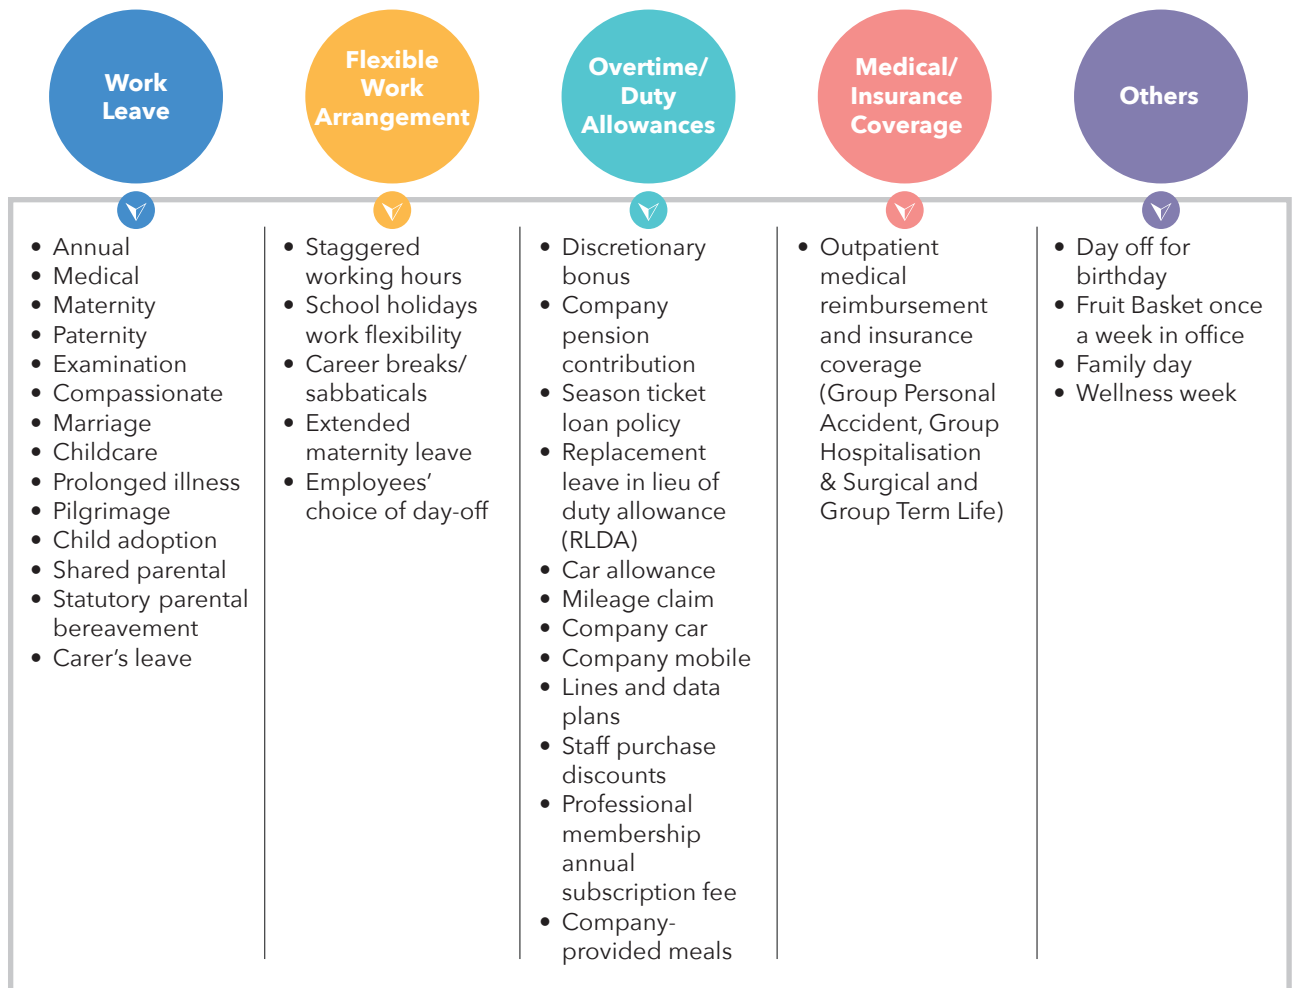 Work
Leave
Flexible
Work
Arrangement
Overtime/
Duty
Allowances
Medical/
Insurance
Coverage
Others
• Annual
• Medical
• Maternity
• Paternity
• Examination
• Compassionate
• Marriage
• Childcare
• Prolonged illness
• Pilgrimage
• Child adoption
• Shared parental
• Statutory parental
bereavement
• Carer’s leave
• Staggered
working hours
• School holidays
work flexibility
• Career breaks/
sabbaticals
• Extended
maternity leave
• Employees’
choice of day-off
• Discretionary
bonus
• Company
pension
contribution
• Season ticket
loan policy
• Replacement
leave in lieu of
duty allowance
(RLDA)
• Car allowance
• Mileage claim
• Company car
• Company mobile
• Lines and data
plans
• Staff purchase
discounts
• Professional
membership
annual
subscription fee
• Company-
provided meals
• Outpatient
medical
reimbursement
and insurance
coverage
(Group Personal
Accident, Group
Hospitalisation
& Surgical and
Group Term Life)
• Day off for
birthday
• Fruit Basket once
a week in office
• Family day
• Wellness week